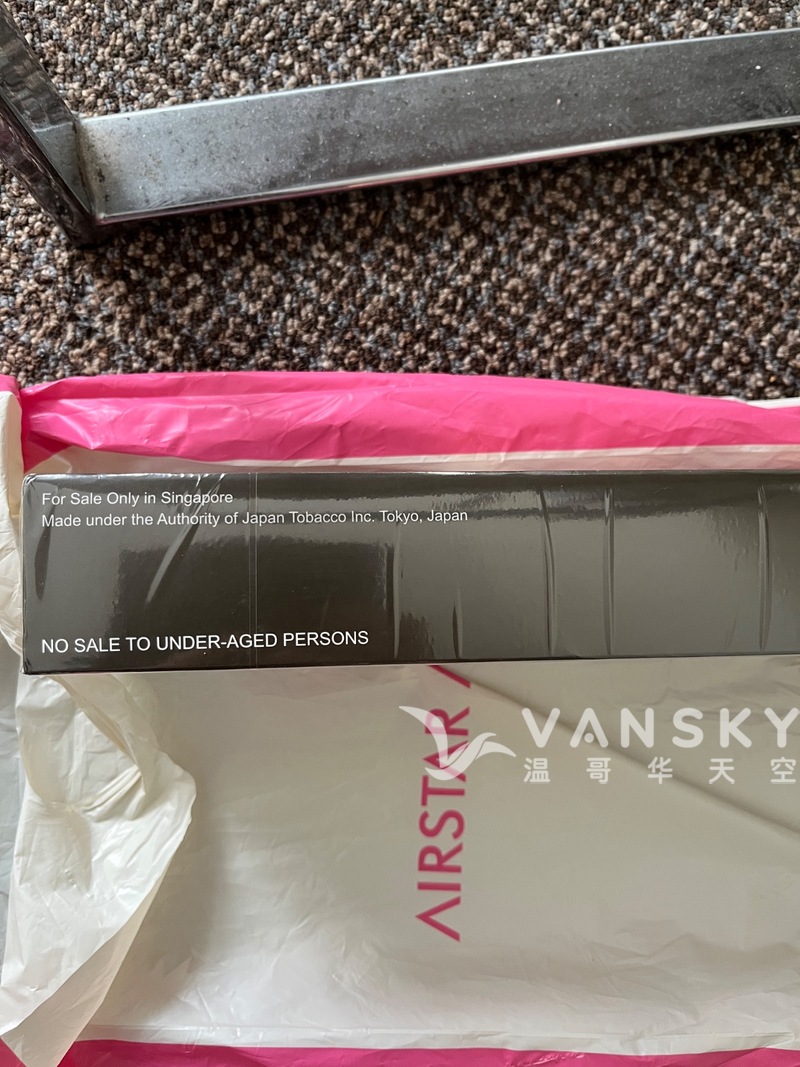 For Sale Only in Singapore
Made under the Authority of Japan Tobacco Inc. Tokyo, Japan
NO SALE TO UNDER-AGED PERSONS
VANSKY
温哥华天空
AIRSTAR